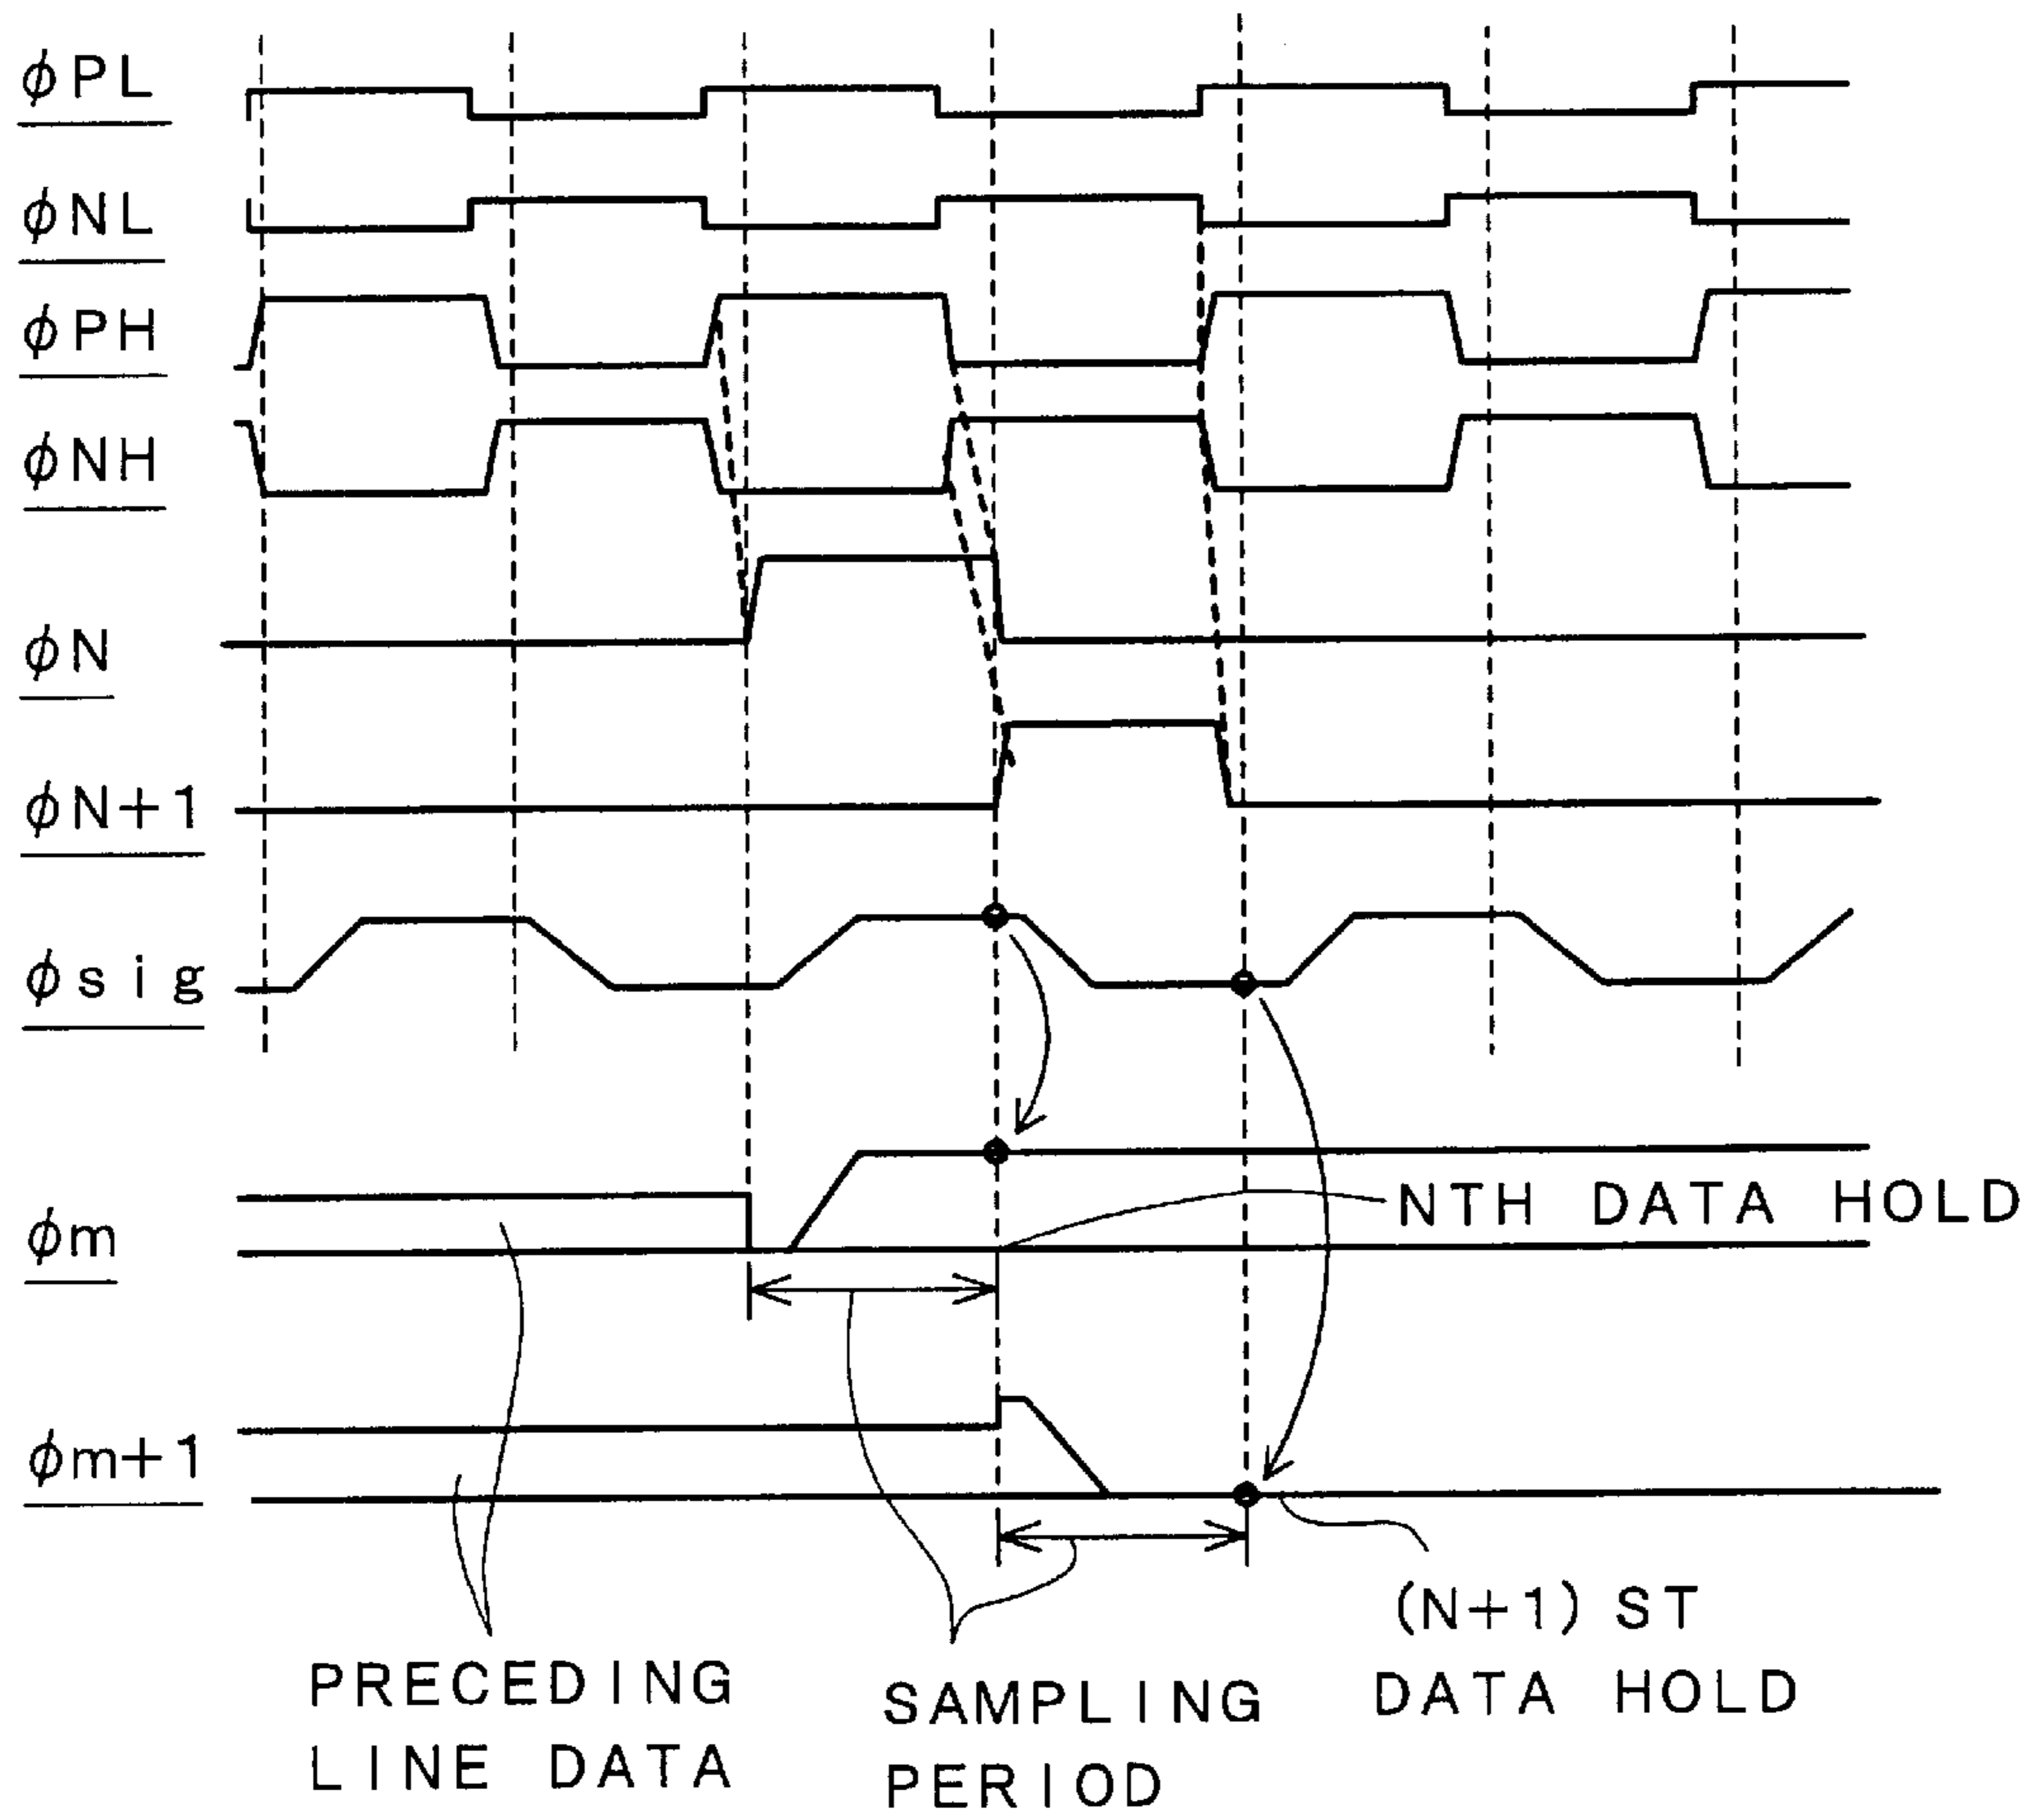 ϕPL
ϕNL
ϕPH
ϕNH
ϕN
ϕN+1
ϕsig
ϕm
NTH DATA HOLD
ϕm+1
(N+1) ST
DATA HOLD
PRECEDING
LINE DATA
SAMPLING
PERIOD